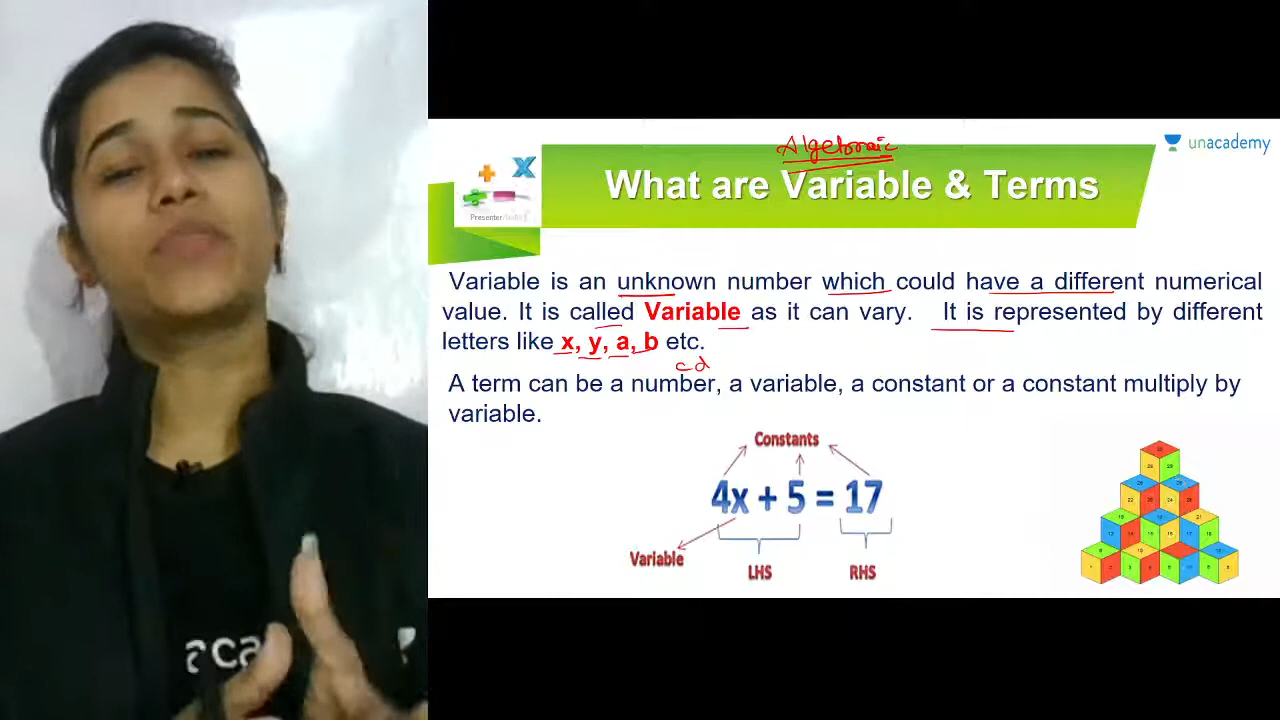 Algebraic
unacademy
What are Variable & Terms
Variable is an unknown number which could have a different numerical
value. It is called Variable as it can vary. It is represented by different
letters like x, y, a, b etc.
cd
A term can be a number, a variable, a constant or a constant multiply by
variable.
Constants
4x + 5 = 17
Variable
LHS
RHS